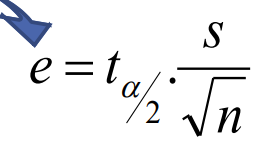 e = t_{α/2} . s/√n